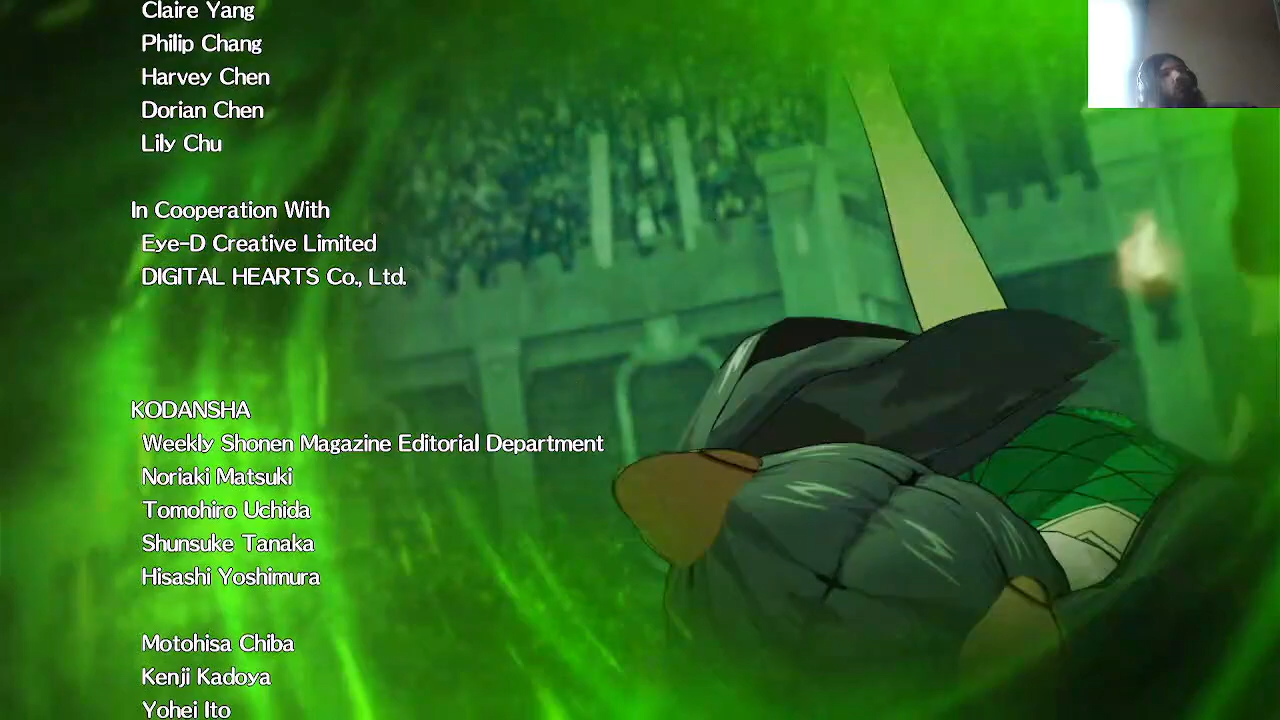 Claire Yang
Philip Chang
Harvey Chen
Dorian Chen
Lily Chu
In Cooperation With
Eye-D Creative Limited
DIGITAL HEARTS Co., Ltd.
KODANSHA
Weekly Shonen Magazine Editorial Department
Noriaki Matsuki
Tomohiro Uchida
Shunsuke Tanaka
Hisashi Yoshimura
Motohisa Chiba
Kenji Kadoya
Yohei Ito